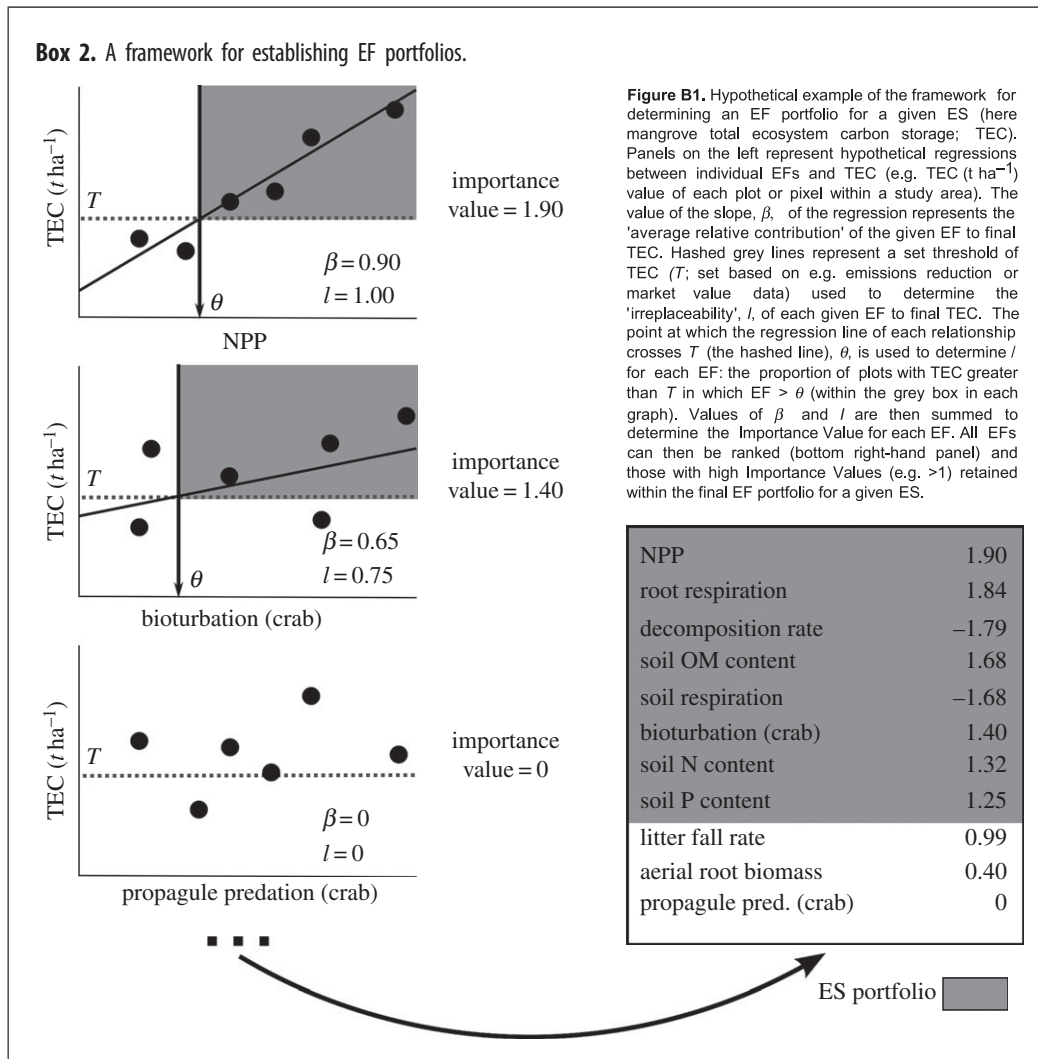 Box 2. A framework for establishing EF portfolios.
TEC (t ha−1)
T
θ
β = 0.90
l = 1.00
NPP
importance
value = 1.90
TEC (t ha−1)
T
θ
β = 0.65
l = 0.75
bioturbation (crab)
importance
value = 1.40
TEC (t ha−1)
T
β = 0
l = 0
propagule predation (crab)
importance
value = 0
Figure B1. Hypothetical example of the framework for
determining an EF portfolio for a given ES (here
mangrove total ecosystem carbon storage; TEC).
Panels on the left represent hypothetical regressions
between individual EFs and TEC (e.g. TEC (t ha−1)
value of each plot or pixel within a study area). The
value of the slope, β, of the regression represents the
'average relative contribution' of the given EF to final
TEC. Hashed grey lines represent a set threshold of
TEC (T; set based on e.g. emissions reduction or
market value data) used to determine the
'irreplaceability', I, of each given EF to final TEC. The
point at which the regression line of each relationship
crosses T (the hashed line), θ, is used to determine I
for each EF: the proportion of plots with TEC greater
than T in which EF > θ (within the grey box in each
graph). Values of β and I are then summed to
determine the Importance Value for each EF. All EFs
can then be ranked (bottom right-hand panel) and
those with high Importance Values (e.g. >1) retained
within the final EF portfolio for a given ES.
NPP 1.90
root respiration 1.84
decomposition rate −1.79
soil OM content 1.68
soil respiration −1.68
bioturbation (crab) 1.40
soil N content 1.32
soil P content 1.25
litter fall rate 0.99
aerial root biomass 0.40
propagule pred. (crab) 0
ES portfolio